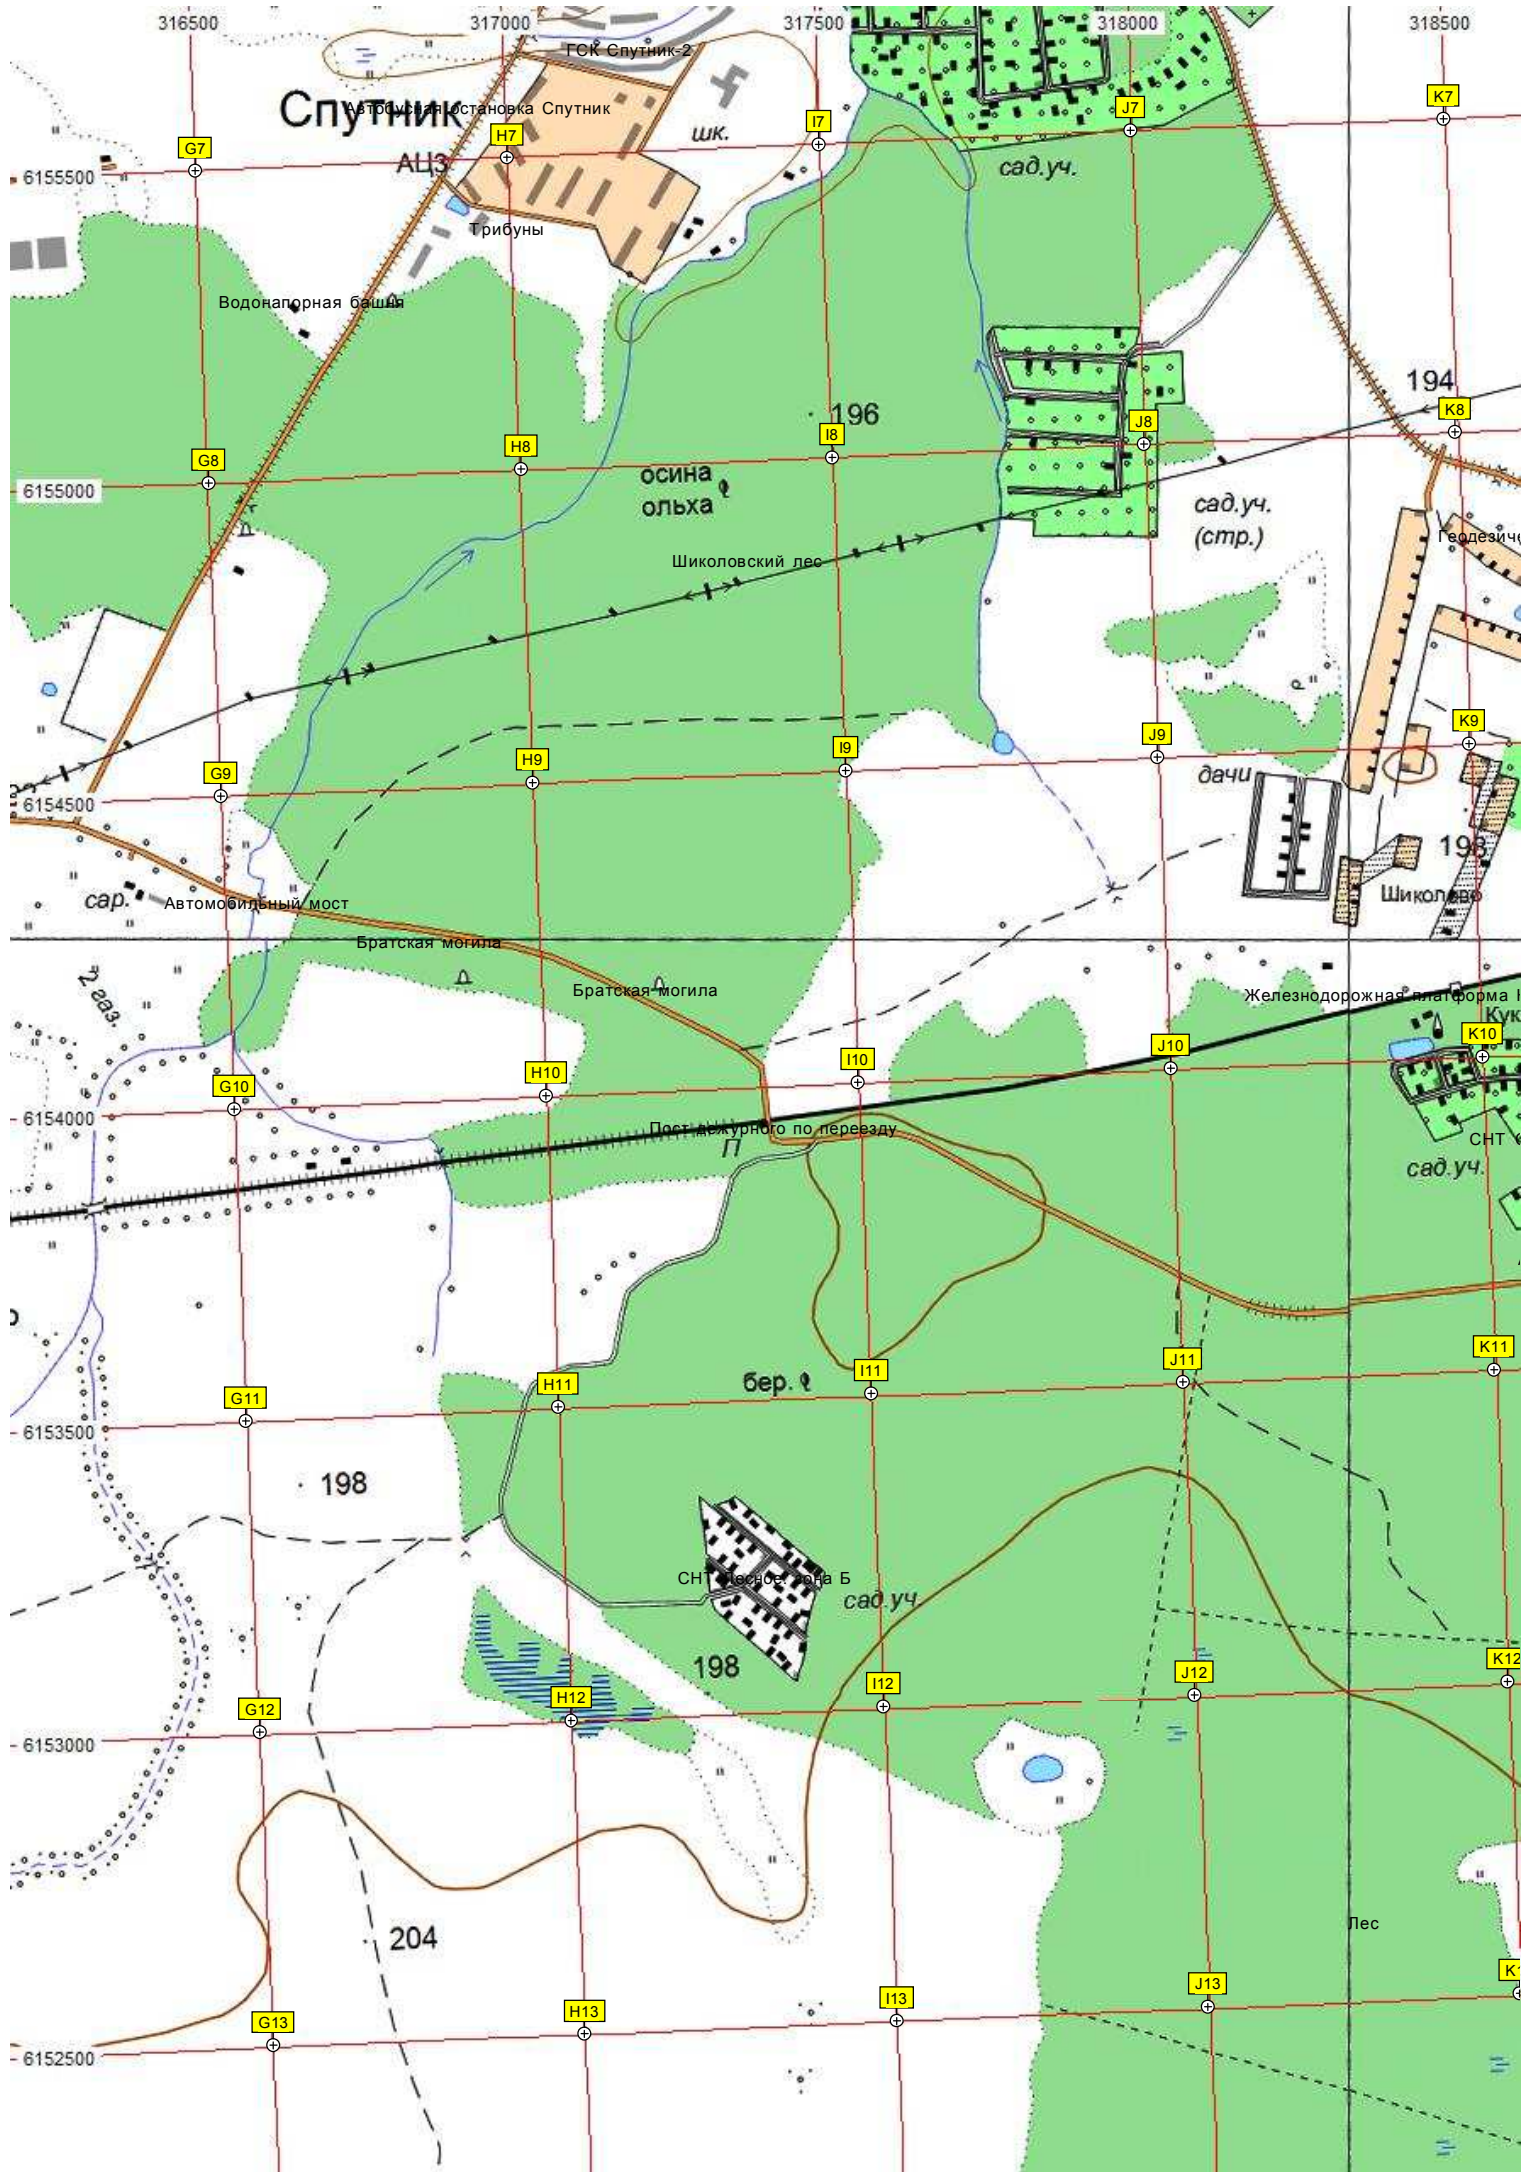 316500 317000 317500 318000 318500
ГСК Спутник-2
Спутник
Автобусная остановка Спутник
K7
J7
I7
шк.
H7
G7
АЦЗ
сад.уч.
6155500
Трибуны
Водонапорная башня
194
196
K8
J8
I8
H8
G8
осина
ольха
6155000
сад.уч.
(стр.)
Шиколовский лес
K9
J9
I9
H9
G9
дачи
6154500
198
Шиколово
сар.
Автомобильный мост
Братская могила
2 газ.
Братская могила
Железнодорожная платформа
Кук
K10
J10
I10
H10
G10
6154000
Пост дежурного по переезду
П
СНТ
сад.уч.
K11
J11
I11
H11
G11
бер.
6153500
198
СНТ Лесное. зона Б
сад.уч.
198
K12
J12
I12
H12
G12
6153000
Лес
204
J13
I13
H13
G13
6152500